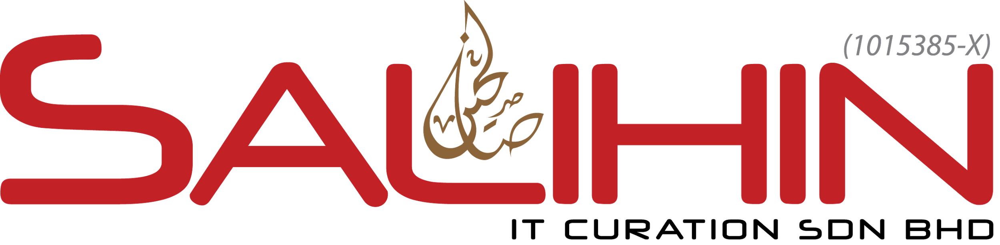 (1015385-X)
SALIHIN
IT CURATION SDN BHD